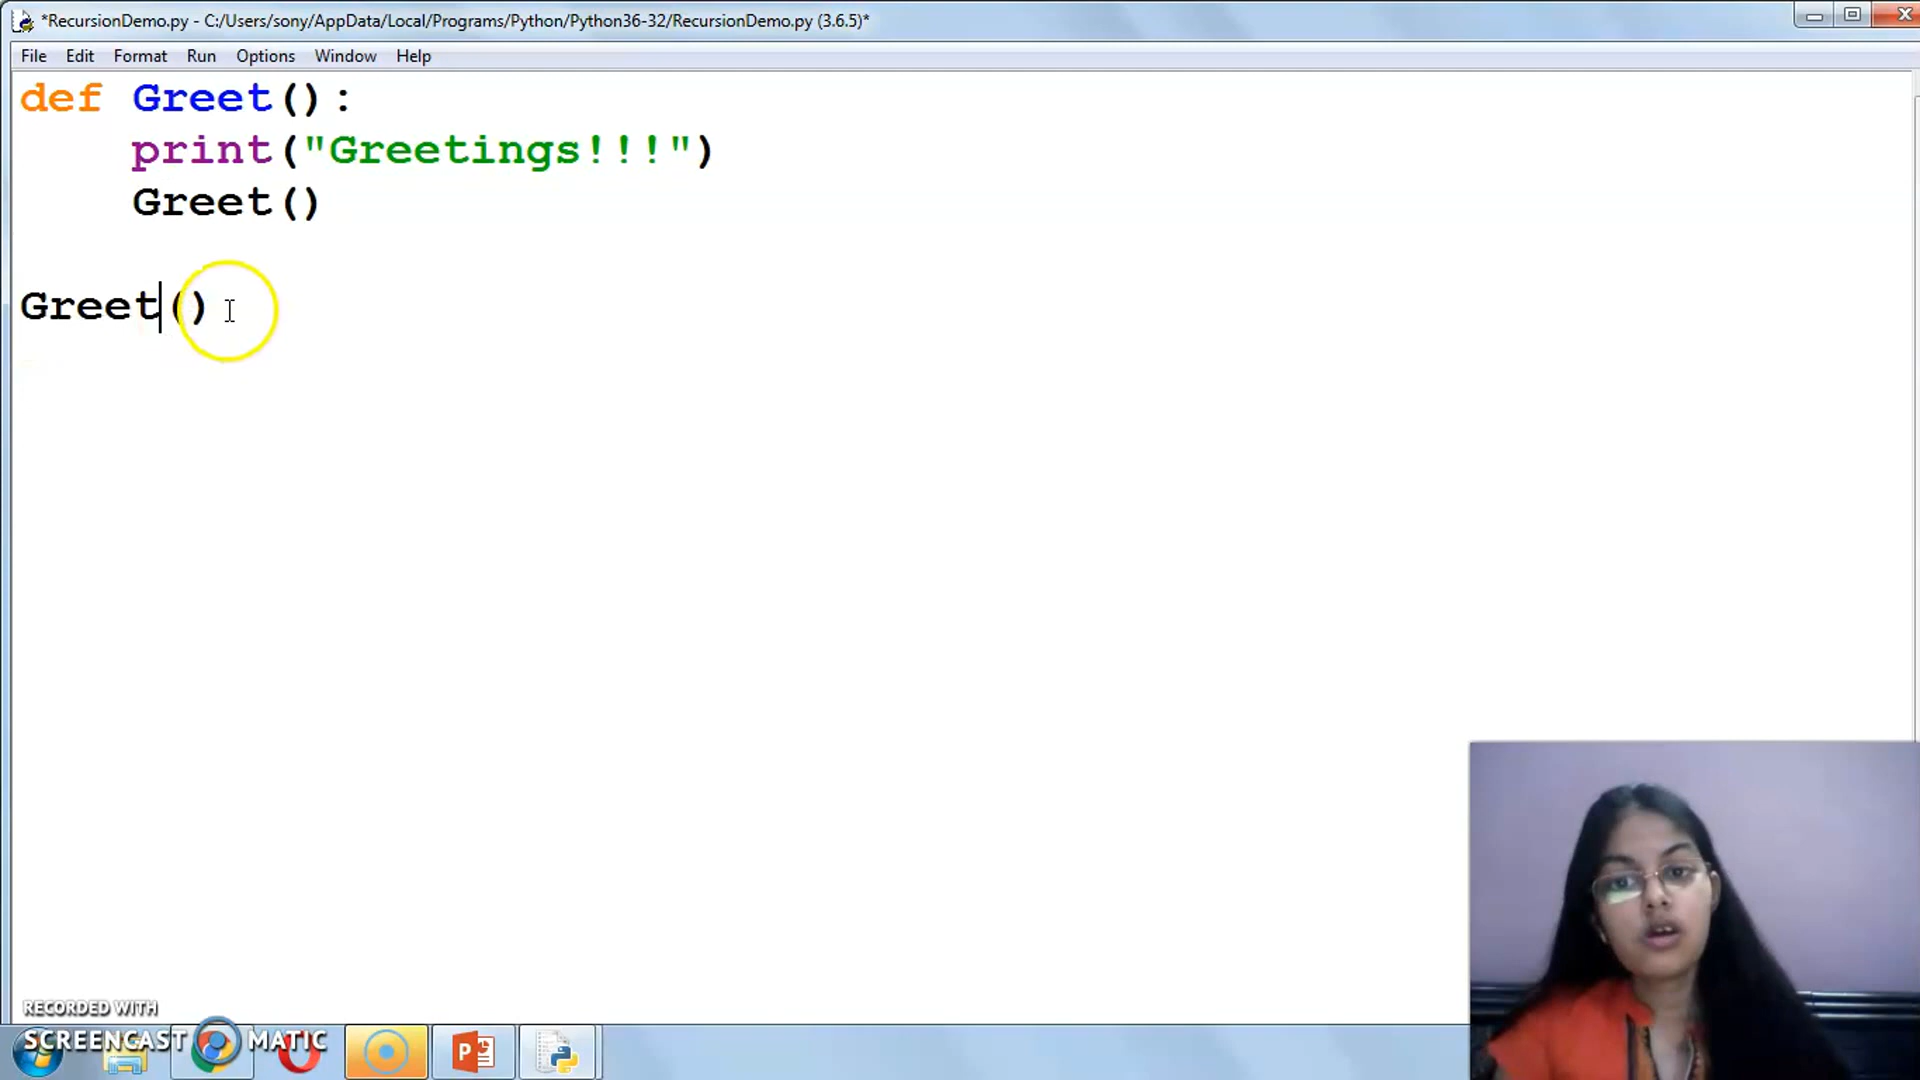 *RecursionDemo.py - C:/Users/sony/AppData/Local/Programs/Python/Python36-32/RecursionDemo.py (3.6.5)*
File Edit Format Run Options Window Help
def Greet():
    print("Greetings!!!")
    Greet()
Greet()
RECORDED WITH
SCREENCAST MATIC